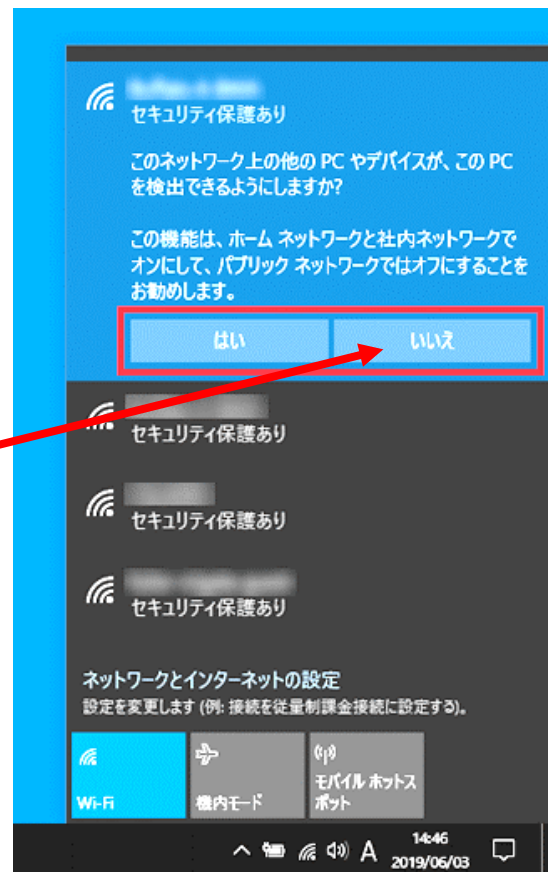 セキュリティ保護あり
このネットワーク上の他の PC やデバイスが、この PC
を検出できるようにしますか?
この機能は、ホーム ネットワークと社内ネットワークで
オンにして、パブリック ネットワークではオフにすることを
お勧めします。
はい いいえ
セキュリティ保護あり
セキュリティ保護あり
セキュリティ保護あり
ネットワークとインターネットの設定
設定を変更します (例: 接続を従量制課金接続に設定する)。
Wi-Fi
機内モード
モバイル ホットス
ポット
A
14:46
2019/06/03